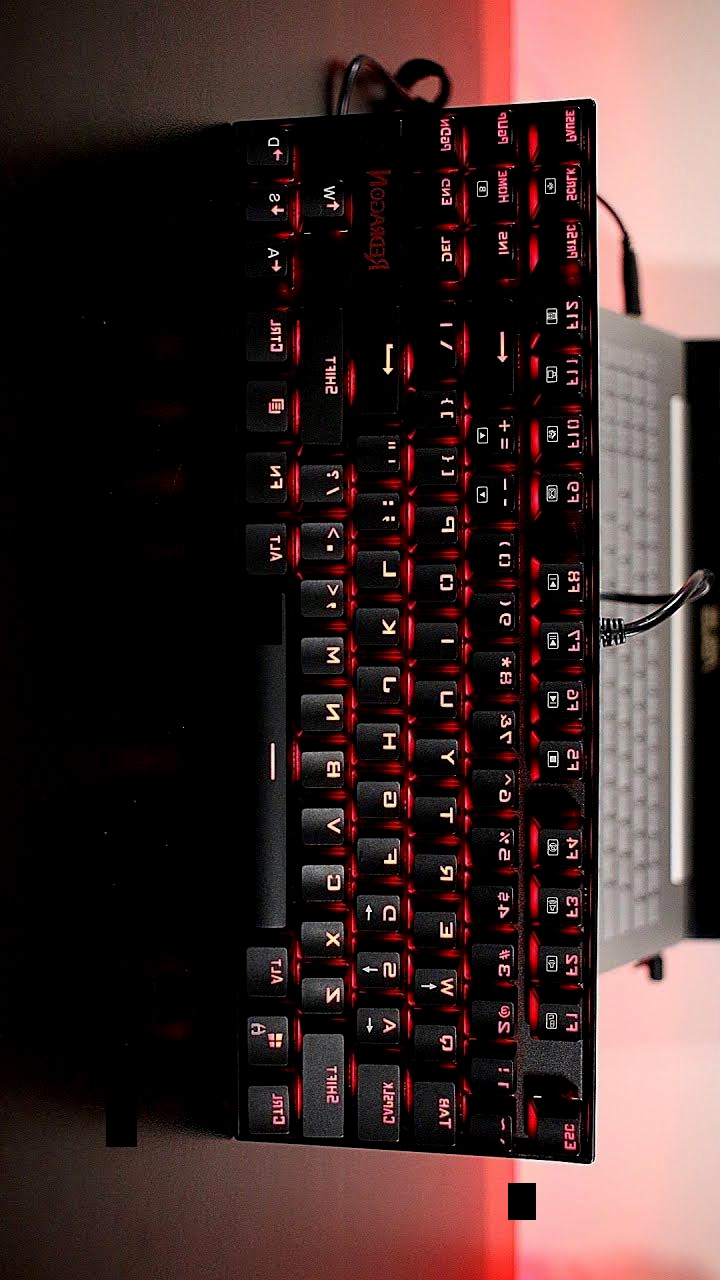 ESC F1 F2 F3 F4 F5 F6 F7 F8 F9 F10 F11 F12 PRTSC SCRLK PAUSE
2@ 3# 4$ 5% 6^ 7& 8* 9( 0) =+ INS HOME PGUP
TAB Q W E R T Y U I O P [{ ]} DEL END PGDN
CAPSLK A S D F G H J K L ;: '" REDRAGON
SHIFT Z X C V B N M ,< .> /? SHIFT W
CTRL ALT ALT FN CTRL A S D